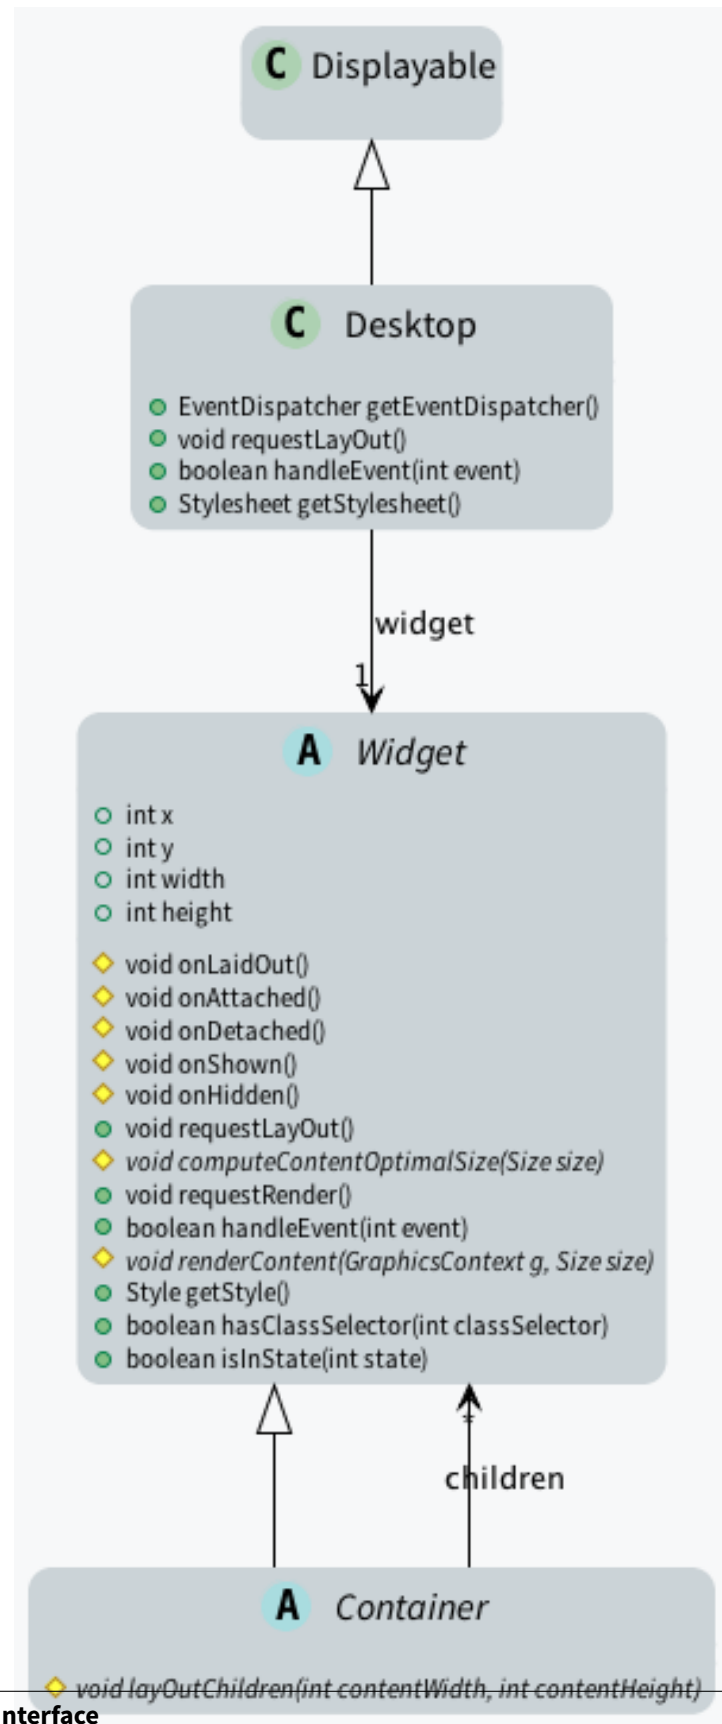 C Displayable
C Desktop
EventDispatcher getEventDispatcher()
void requestLayOut()
boolean handleEvent(int event)
Stylesheet getStylesheet()
widget
1
A Widget
int x
int y
int width
int height
void onLaidOut()
void onAttached()
void onDetached()
void onShown()
void onHidden()
void requestLayOut()
void computeContentOptimalSize(Size size)
void requestRender()
boolean handleEvent(int event)
void renderContent(GraphicsContext g, Size size)
Style getStyle()
boolean hasClassSelector(int classSelector)
boolean isInState(int state)
*
children
A Container
void layOutChildren(int contentWidth, int contentHeight)
nterface